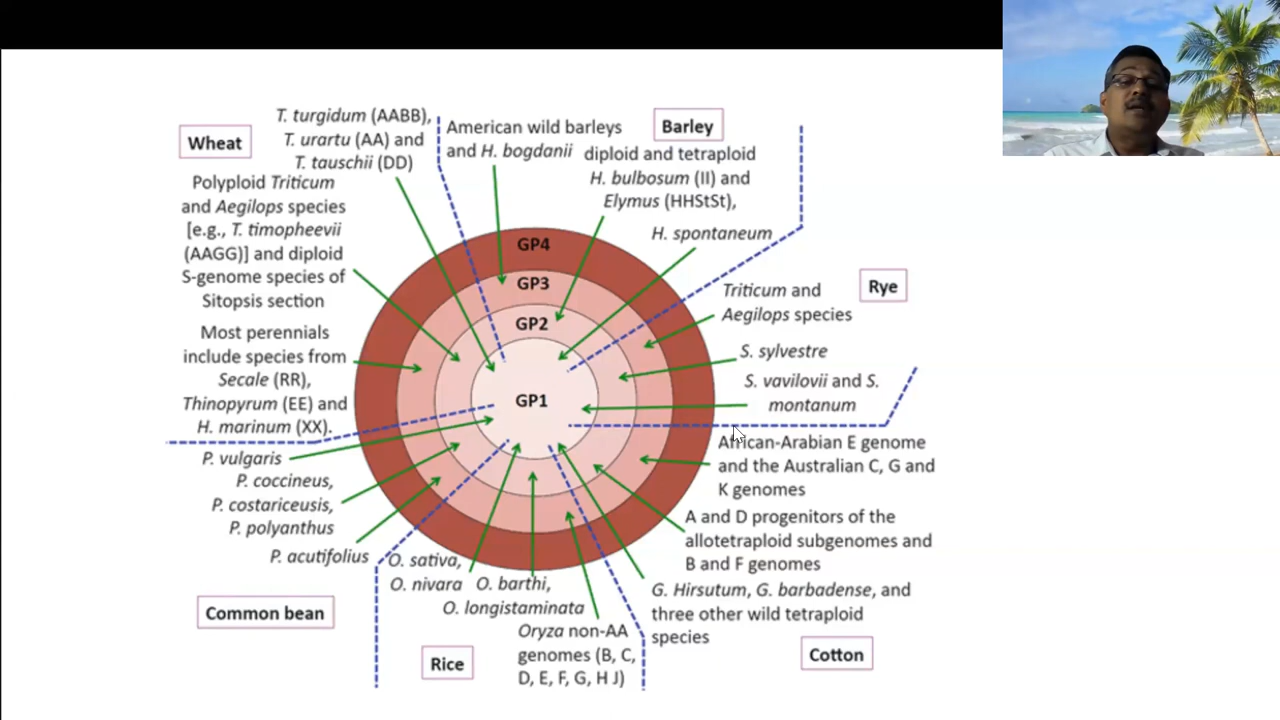 Wheat
T. turgidum (AABB),
T. urartu (AA) and
T. tauschii (DD)
Polyploid Triticum
and Aegilops species
[e.g., T. timopheevii
(AAGG)] and diploid
S-genome species of
Sitopsis section
Most perennials
include species from
Secale (RR),
Thinopyrum (EE) and
H. marinum (XX).
American wild barleys
and H. bogdanii
Barley
diploid and tetraploid
H. bulbosum (II) and
Elymus (HHStSt),
H. spontaneum
GP4
GP3
GP2
GP1
Rye
Triticum and
Aegilops species
S. sylvestre
S. vavilovii and S.
montanum
P. vulgaris
P. coccineus,
P. costariceusis,
P. polyanthus
P. acutifolius
Common bean
O. sativa,
O. nivara
O. barthi,
O. longistaminata
Oryza non-AA
genomes (B, C,
D, E, F, G, H J)
Rice
African-Arabian E genome
and the Australian C, G and
K genomes
A and D progenitors of the
allotetraploid subgenomes and
B and F genomes
G. Hirsutum, G. barbadense, and
three other wild tetraploid
species
Cotton